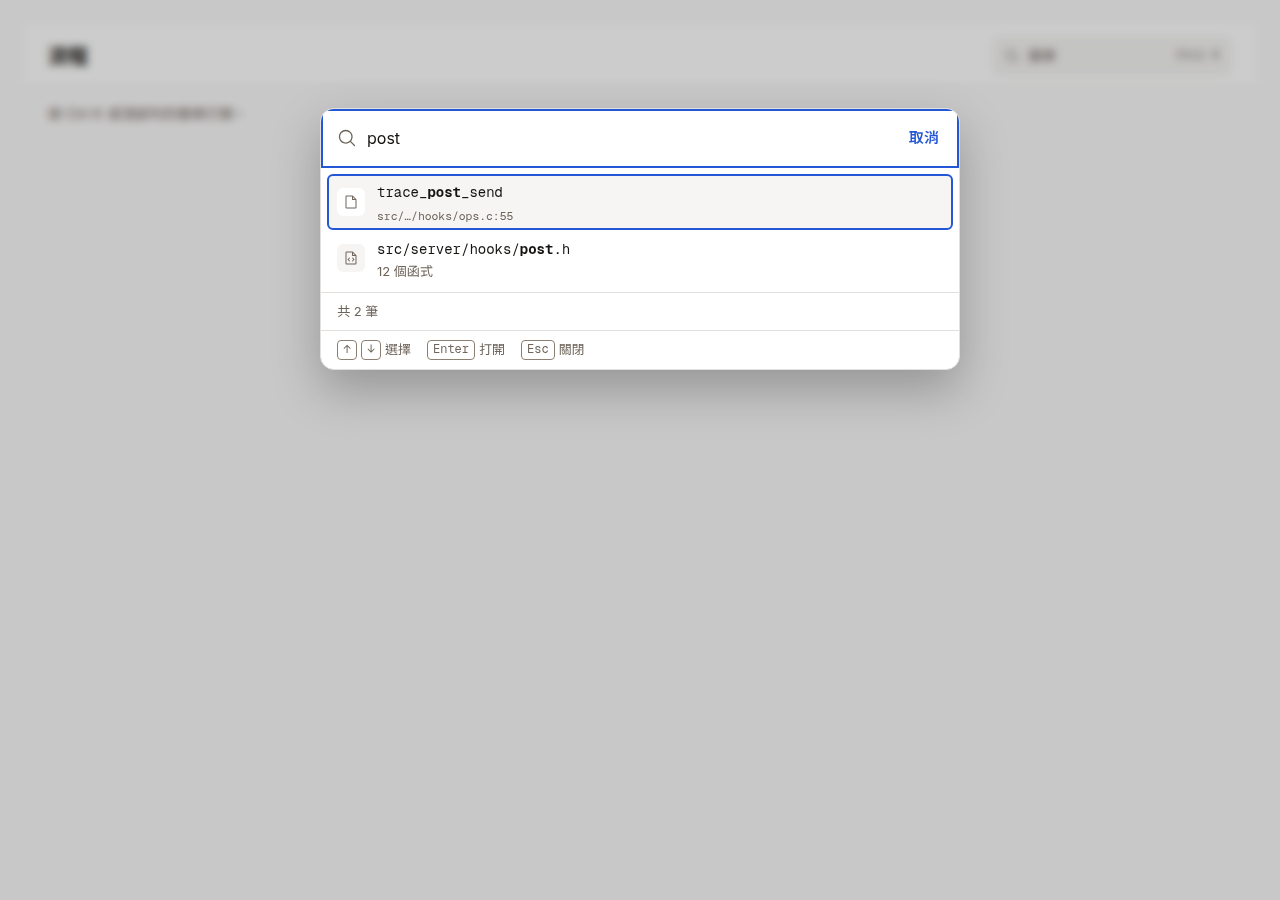 post
取消
trace_post_send
src/…/hooks/ops.c:55
src/server/hooks/post.h
12 個函式
共 2 筆
↑ ↓ 選擇 Enter 打開 Esc 關閉